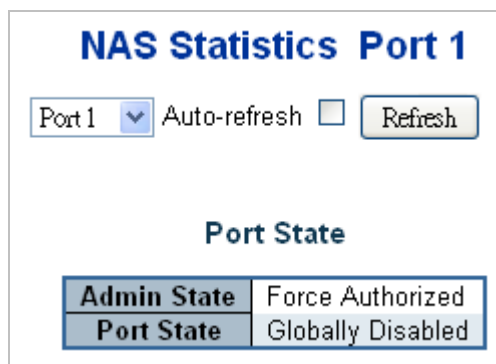 NAS Statistics Port 1
Port 1 Auto-refresh Refresh
Port State
Admin State Force Authorized
Port State Globally Disabled